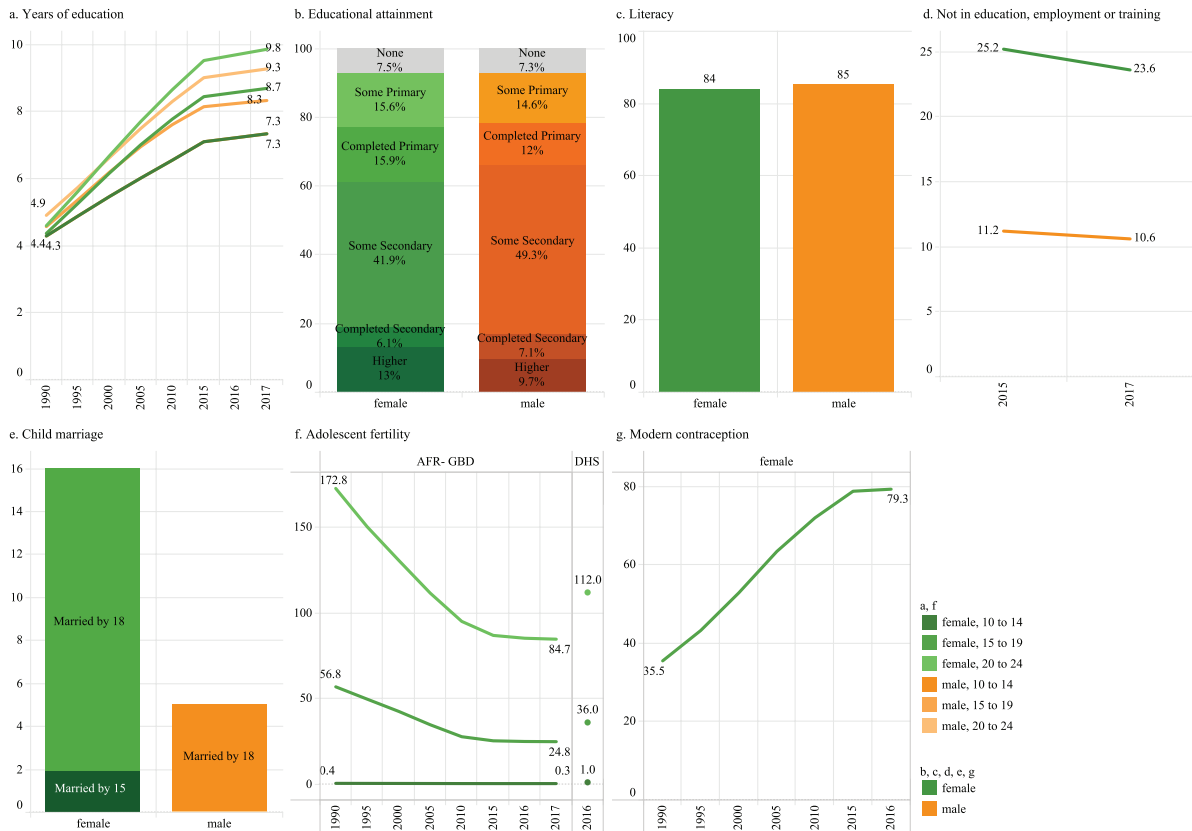 a. Years of education
10
8
6
4
2
0
9.8
9.3
8.7
8.3
7.3
7.3
4.9
4.4
4.3
1990
1995
2000
2005
2010
2015
2016
2017
b. Educational attainment
100
80
60
40
20
0
None
7.5%
Some Primary
15.6%
Completed Primary
15.9%
Some Secondary
41.9%
Completed Secondary
6.1%
Higher
13%
None
7.3%
Some Primary
14.6%
Completed Primary
12%
Some Secondary
49.3%
Completed Secondary
7.1%
Higher
9.7%
female
male
c. Literacy
100
80
60
40
20
0
84
85
female
male
d. Not in education, employment or training
25
20
15
10
5
0
25.2
23.6
11.2
10.6
2015
2017
e. Child marriage
16
14
12
10
8
6
4
2
0
Married by 18
Married by 15
Married by 18
female
male
f. Adolescent fertility
AFR- GBD
DHS
150
100
50
0
172.8
84.7
56.8
24.8
0.4
0.3
112.0
36.0
1.0
1990
1995
2000
2005
2010
2015
2016
2017
2016
g. Modern contraception
female
80
60
40
20
0
35.5
79.3
1990
1995
2000
2005
2010
2015
2016
a, f
female, 10 to 14
female, 15 to 19
female, 20 to 24
male, 10 to 14
male, 15 to 19
male, 20 to 24
b, c, d, e, g
female
male